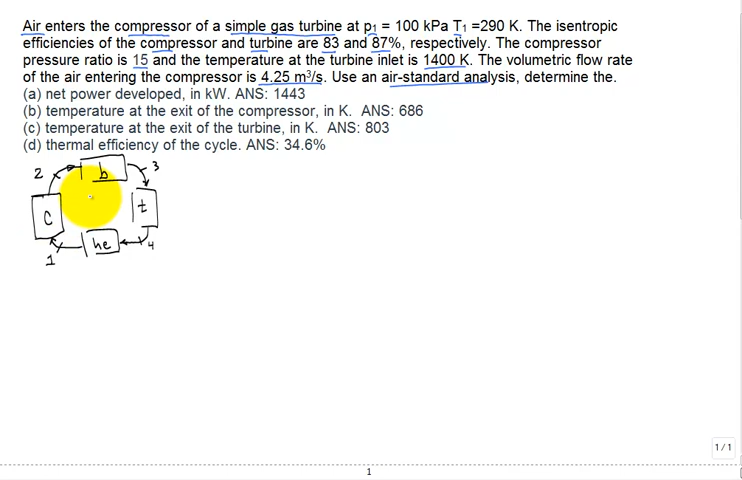 Air enters the compressor of a simple gas turbine at p1 = 100 kPa T1 =290 K. The isentropic
efficiencies of the compressor and turbine are 83 and 87%, respectively. The compressor
pressure ratio is 15 and the temperature at the turbine inlet is 1400 K. The volumetric flow rate
of the air entering the compressor is 4.25 m³/s. Use an air-standard analysis, determine the.
(a) net power developed, in kW. ANS: 1443
(b) temperature at the exit of the compressor, in K. ANS: 686
(c) temperature at the exit of the turbine, in K. ANS: 803
(d) thermal efficiency of the cycle. ANS: 34.6%
2 b 3
c t
he 4
1
1 / 1
1